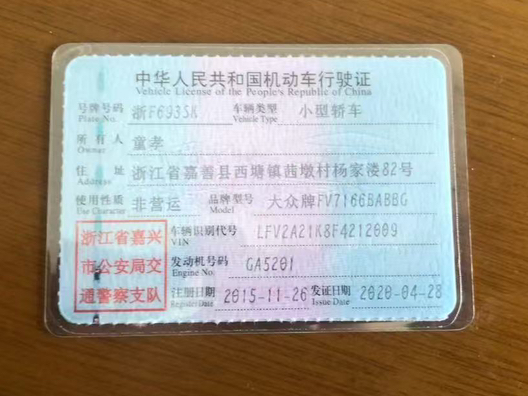 中华人民共和国机动车行驶证
Vehicle License of the People's Republic of China
号牌号码 浙F6935K 车辆类型 小型轿车
Plate No. Vehicle Type
所有人 童孝
Owner
住址 浙江省嘉善县西塘镇茜墩村杨家浜82号
Address
使用性质 非营运 品牌型号 大众牌FV7166BABBG
Use Character Model
浙江省嘉兴 车辆识别代号 LFV2A21K8F4212009
VIN
市公安局交 发动机号码 GA5201
Engine No.
通警察支队 注册日期 2015-11-26 发证日期 2020-04-28
Register Date Issue Date